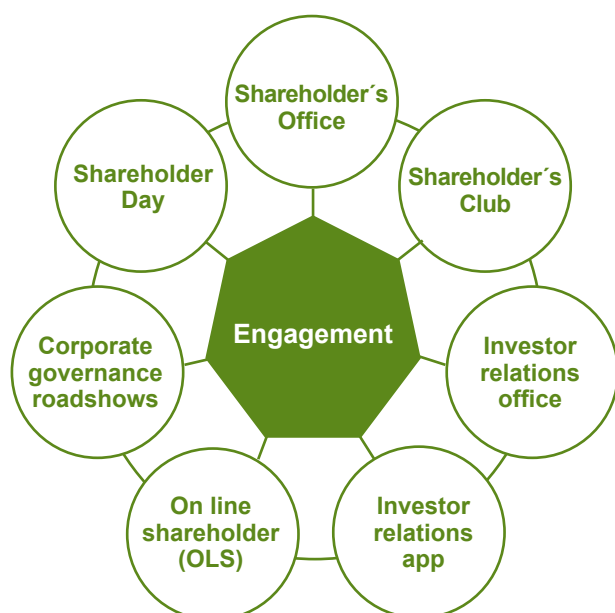 Shareholder´s
Office
Shareholder´s
Club
Investor
relations
office
Investor
relations
app
On line
shareholder
(OLS)
Corporate
governance
roadshows
Shareholder
Day
Engagement